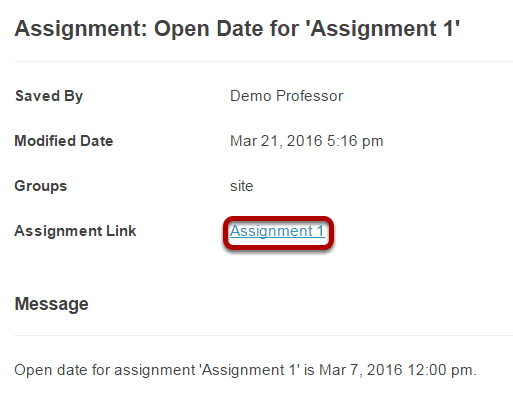 Assignment: Open Date for 'Assignment 1'
Saved By Demo Professor
Modified Date Mar 21, 2016 5:16 pm
Groups site
Assignment Link Assignment 1
Message
Open date for assignment 'Assignment 1' is Mar 7, 2016 12:00 pm.